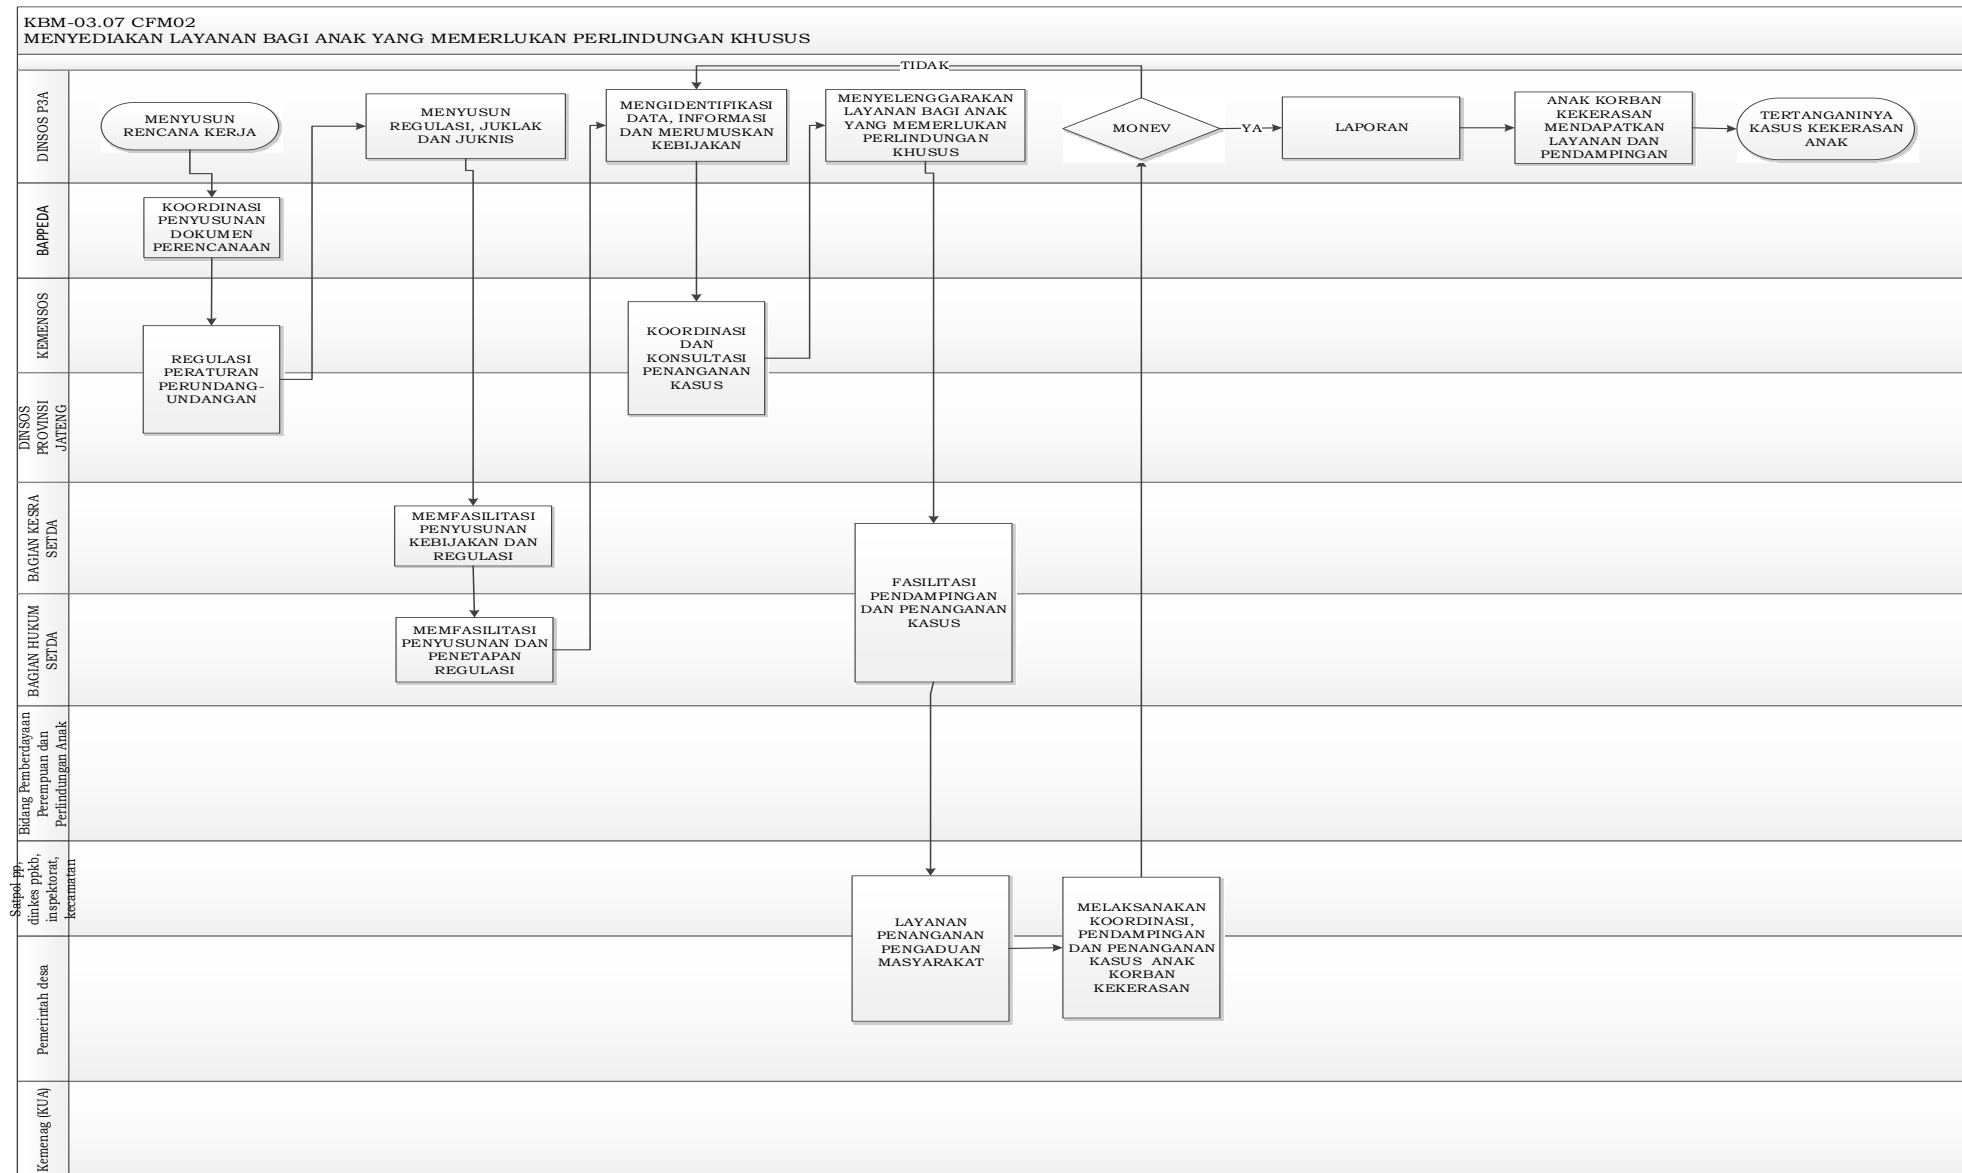 KBM-03.07 CFM02
MENYEDIAKAN LAYANAN BAGI ANAK YANG MEMERLUKAN PERLINDUNGAN KHUSUS
TIDAK
DINSOS P3A
MENYUSUN
RENCANA KERJA
MENYUSUN
REGULASI, JUKLAK
DAN JUKNIS
MENGIDENTIFIKASI
DATA, INFORMASI
DAN MERUMUSKAN
KEBIJAKAN
MENYELENGGARAKAN
LAYANAN BAGI ANAK
YANG MEMERLUKAN
PERLINDUNGAN
KHUSUS
MONEV
YA
LAPORAN
ANAK KORBAN
KEKERASAN
MENDAPATKAN
LAYANAN DAN
PENDAMPINGAN
TERTANGANINYA
KASUS KEKERASAN
ANAK
BAPPEDA
KOORDINASI
PENYUSUNAN
DOKUMEN
PERENCANAAN
KEMENSOS
REGULASI
PERATURAN
PERUNDANG-
UNDANGAN
KOORDINASI
DAN
KONSULTASI
PENANGANAN
KASUS
DINSOS
PROVINSI
JATENG
BAGIAN KESRA
SETDA
MEMFASILITASI
PENYUSUNAN
KEBIJAKAN DAN
REGULASI
FASILITASI
PENDAMPINGAN
DAN PENANGANAN
KASUS
BAGIAN HUKUM
SETDA
MEMFASILITASI
PENYUSUNAN DAN
PENETAPAN
REGULASI
Bidang Pemberdayaan
Perempuan dan
Perlindungan Anak
Satpol pp,
dinkes ppkb,
inspektorat,
kecamatan
LAYANAN
PENANGANAN
PENGADUAN
MASYARAKAT
MELAKSANAKAN
KOORDINASI,
PENDAMPINGAN
DAN PENANGANAN
KASUS  ANAK
KORBAN
KEKERASAN
Pemerintah desa
Kemenag (KUA)